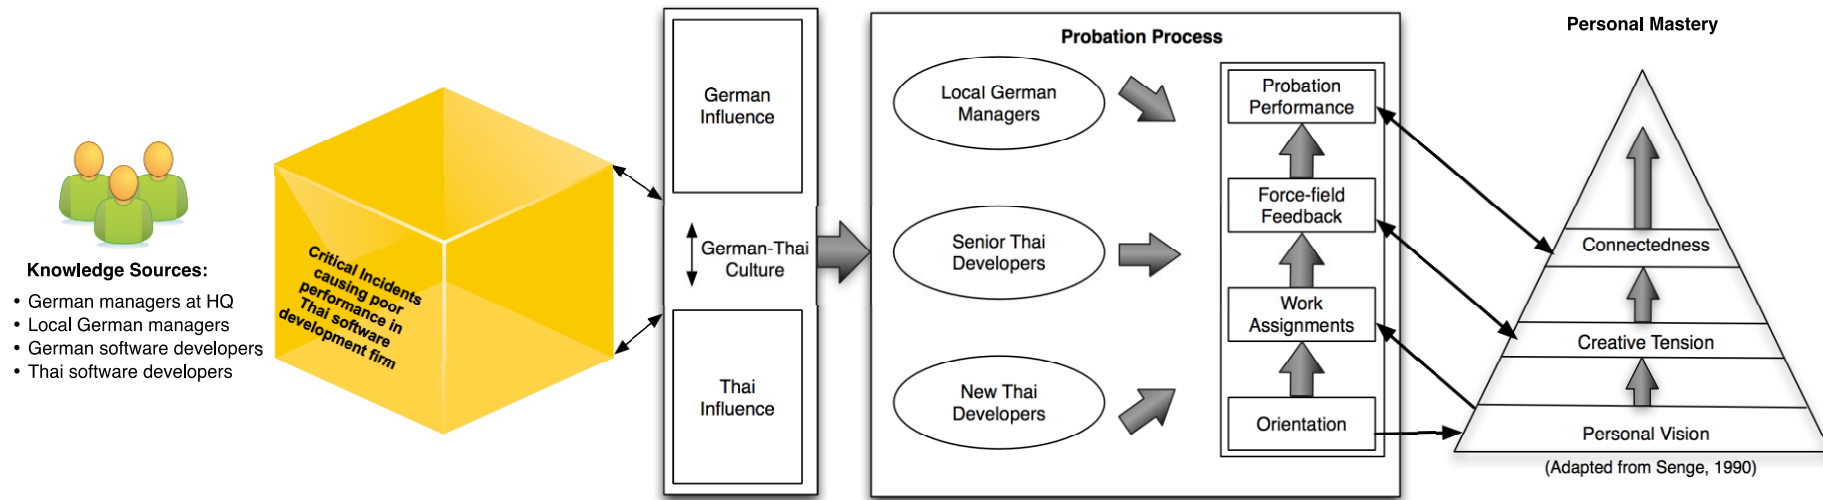 Knowledge Sources:
• German managers at HQ
• Local German managers
• German software developers
• Thai software developers
Critical Incidents
causing poor
performance in
Thai software
development firm
German
Influence
German-Thai
Culture
Thai
Influence
Probation Process
Local German
Managers
Senior Thai
Developers
New Thai
Developers
Probation
Performance
Force-field
Feedback
Work
Assignments
Orientation
Personal Mastery
Connectedness
Creative Tension
Personal Vision
(Adapted from Senge, 1990)